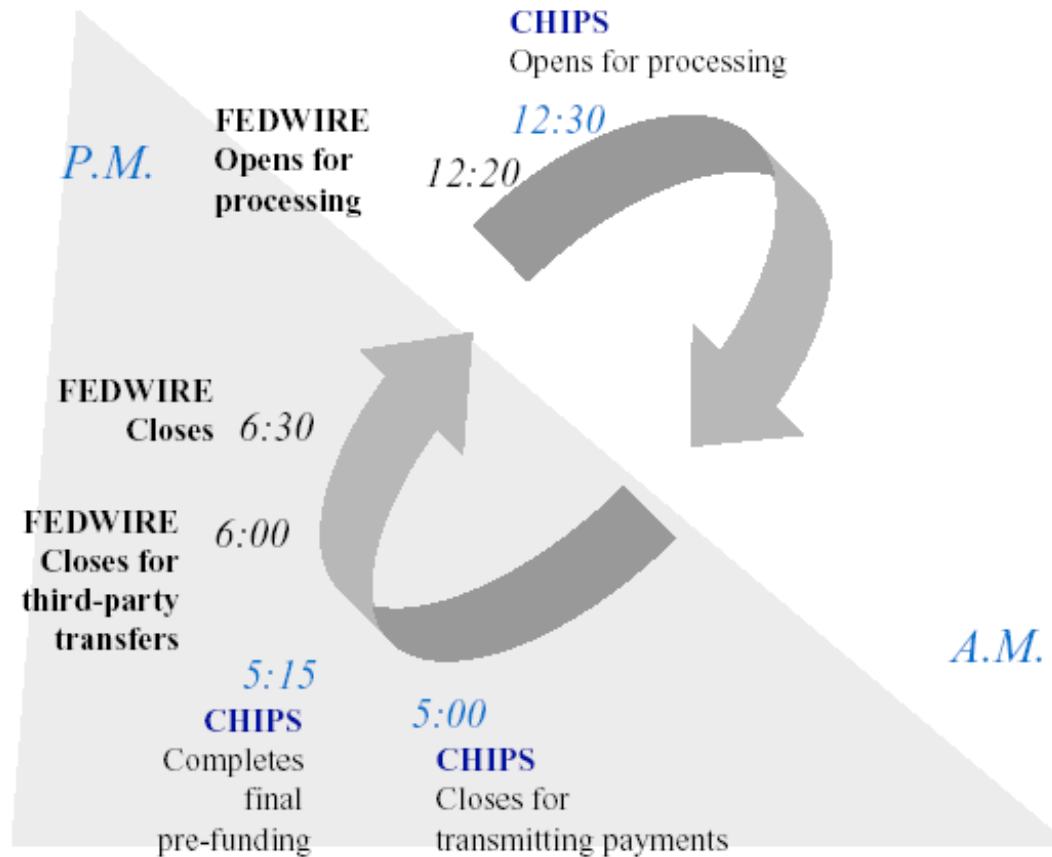 CHIPS
Opens for processing
12:30
FEDWIRE
Opens for
processing
12:20
P.M.
FEDWIRE
Closes
6:30
FEDWIRE
Closes for
third-party
transfers
6:00
A.M.
5:15
CHIPS
Completes
final
pre-funding
5:00
CHIPS
Closes for
transmitting payments